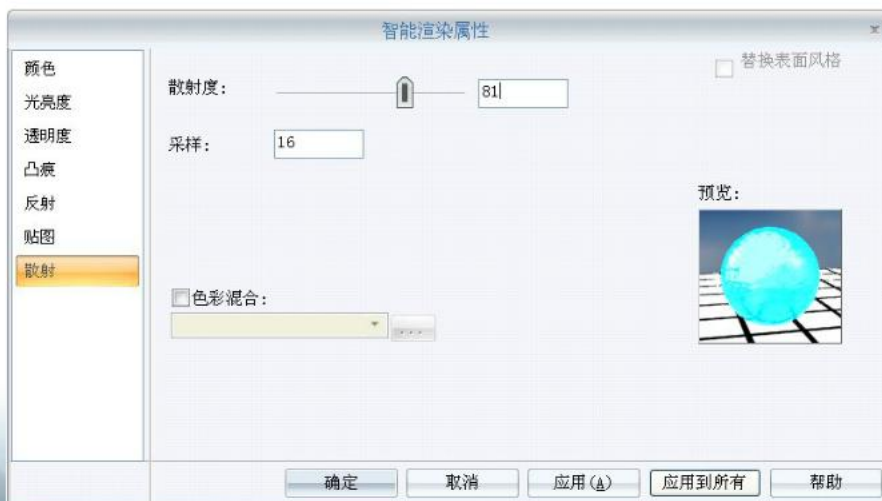 智能渲染属性
颜色
光亮度
透明度
凸痕
反射
贴图
散射
散射度:
81
替换表面风格
采样:
16
预览:
色彩混合:
...
确定
取消
应用(A)
应用到所有
帮助